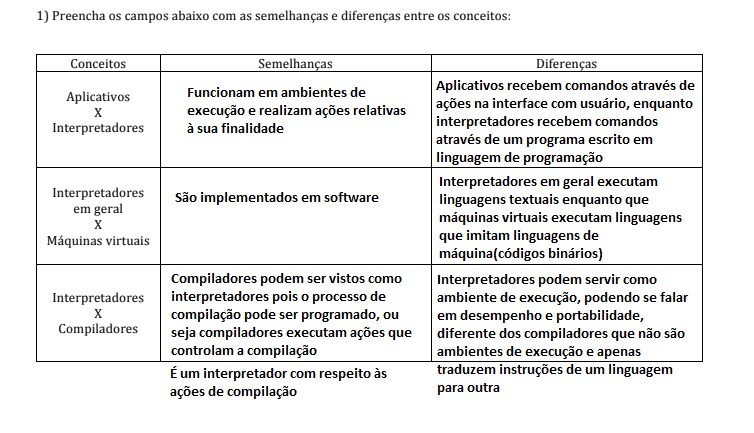 1) Preencha os campos abaixo com as semelhanças e diferenças entre os conceitos:
Conceitos
Semelhanças
Diferenças
Aplicativos
X
Interpretadores
Funcionam em ambientes de
execução e realizam ações relativas
à sua finalidade
Aplicativos recebem comandos através de
ações na interface com usuário, enquanto
interpretadores recebem comandos
através de um programa escrito em
linguagem de programação
Interpretadores
em geral
X
Máquinas virtuais
São implementados em software
Interpretadores em geral executam
linguagens textuais enquanto que
máquinas virtuais executam linguagens
que imitam linguagens de
máquina(códigos binários)
Interpretadores
X
Compiladores
Compiladores podem ser vistos como
interpretadores pois o processo de
compilação pode ser programado, ou
seja compiladores executam ações que
controlam a compilação
É um interpretador com respeito às
ações de compilação
Interpretadores podem servir como
ambiente de execução, podendo se falar
em desempenho e portabilidade,
diferente dos compiladores que não são
ambientes de execução e apenas
traduzem instruções de um linguagem
para outra